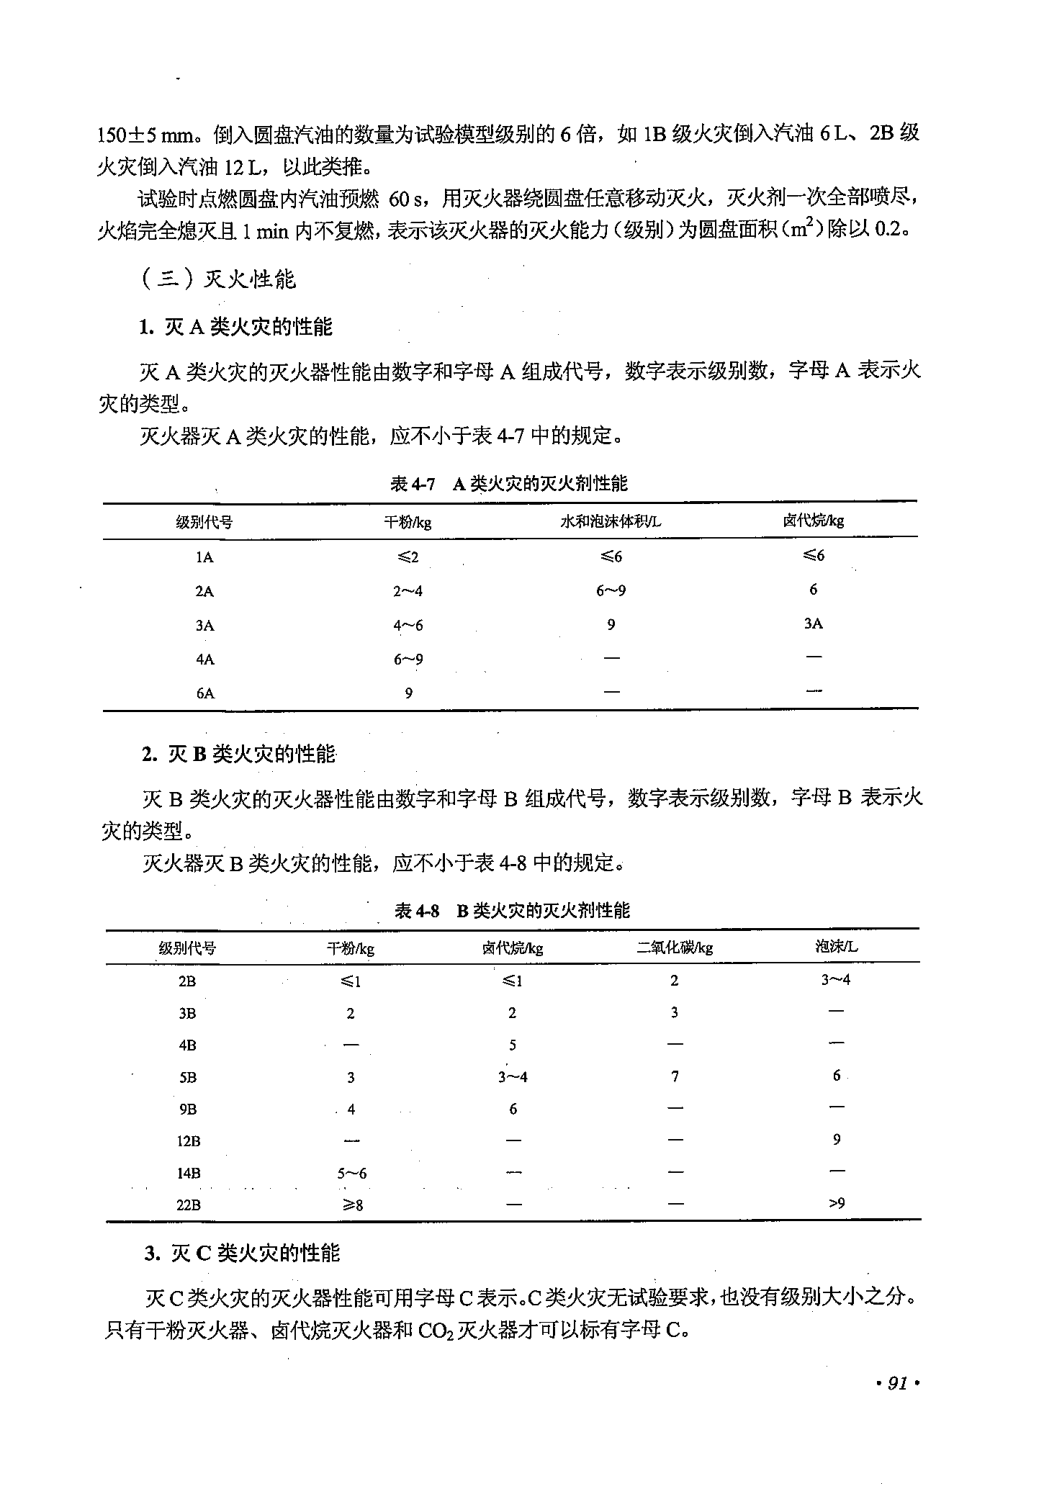 150±5 mm。倒入圆盘汽油的数量为试验模型级别的 6 倍，如 1B 级火灾倒入汽油 6 L、2B 级
火灾倒入汽油 12 L，以此类推。
试验时点燃圆盘内汽油预燃 60 s，用灭火器绕圆盘任意移动灭火，灭火剂一次全部喷尽，
火焰完全熄灭且 1 min 内不复燃，表示该灭火器的灭火能力（级别）为圆盘面积（m²）除以 0.2。
（三）灭火性能
1. 灭 A 类火灾的性能
灭 A 类火灾的灭火器性能由数字和字母 A 组成代号，数字表示级别数，字母 A 表示火
灾的类型。
灭火器灭 A 类火灾的性能，应不小于表 4-7 中的规定。
表 4-7 A 类火灾的灭火剂性能
级别代号 干粉/kg 水和泡沫体积/L 卤代烷/kg
1A ≤2 ≤6 ≤6
2A 2～4 6～9 6
3A 4～6 9 3A
4A 6～9 — —
6A 9 — —
2. 灭 B 类火灾的性能
灭 B 类火灾的灭火器性能由数字和字母 B 组成代号，数字表示级别数，字母 B 表示火
灾的类型。
灭火器灭 B 类火灾的性能，应不小于表 4-8 中的规定。
表 4-8 B 类火灾的灭火剂性能
级别代号 干粉/kg 卤代烷/kg 二氧化碳/kg 泡沫/L
2B ≤1 ≤1 2 3～4
3B 2 2 3 —
4B — 5 — —
5B 3 3～4 7 6
9B 4 6 — —
12B — — — 9
14B 5～6 — — —
22B ≥8 — — >9
3. 灭 C 类火灾的性能
灭 C 类火灾的灭火器性能可用字母 C 表示。C 类火灾无试验要求，也没有级别大小之分。
只有干粉灭火器、卤代烷灭火器和 CO₂ 灭火器才可以标有字母 C。
·91·